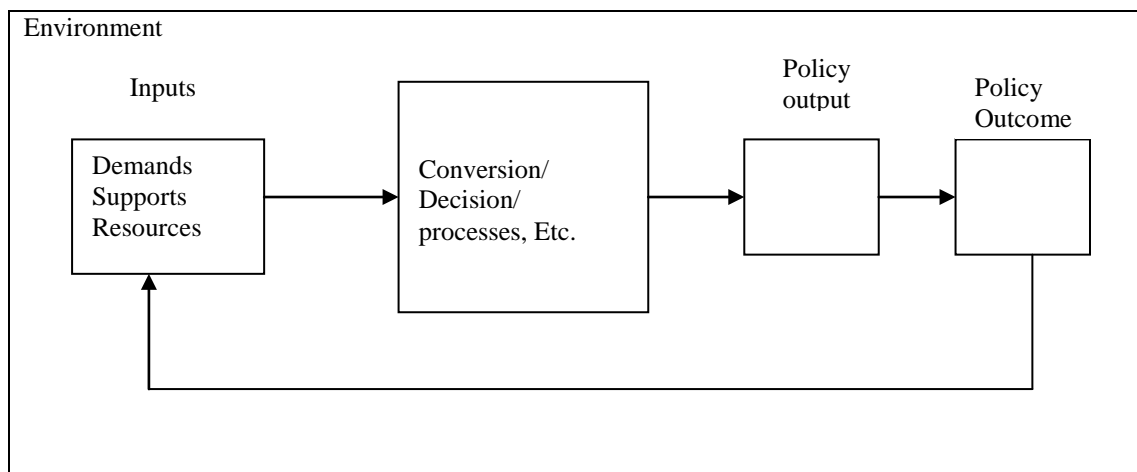 Environment
Inputs
Policy
output
Policy
Outcome
Demands
Supports
Resources
Conversion/
Decision/
processes, Etc.